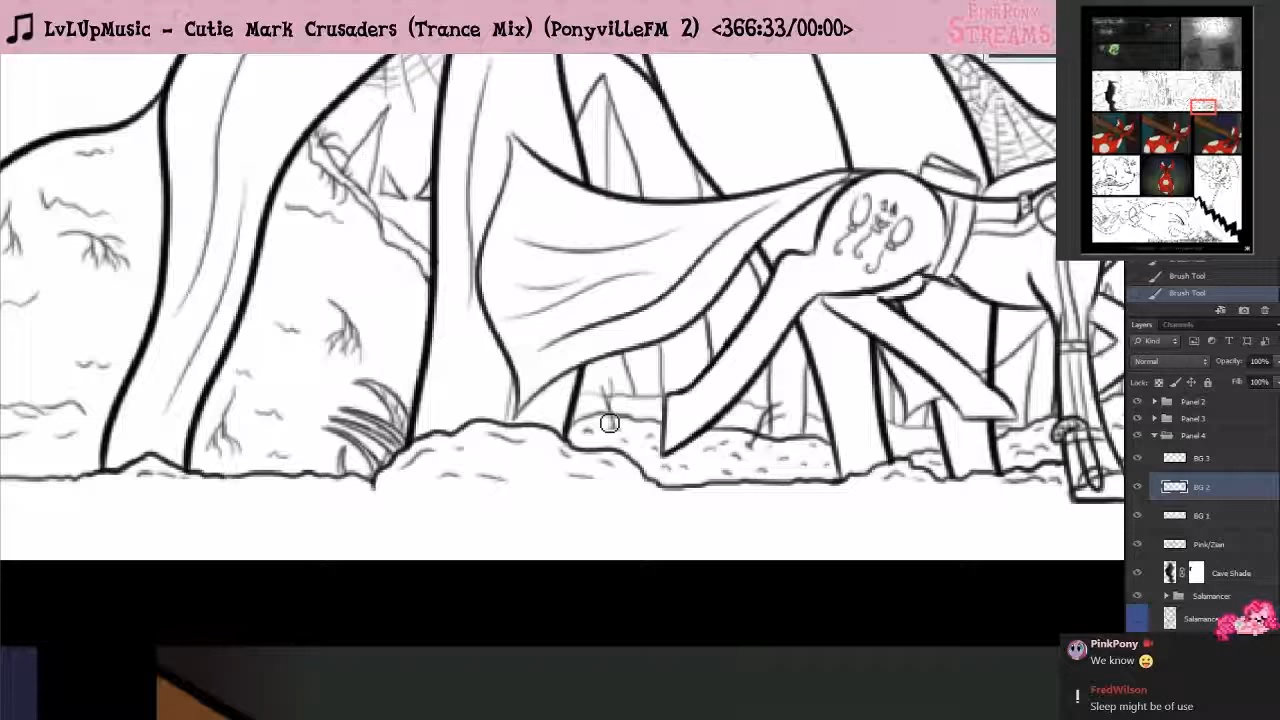 LvLUpMusic - Cutie Mark Crusaders (Trance Mix) (PonyvilleFM 2) <366:33/00:00>
PinkPony
Streams
Brush Tool
Brush Tool
Layers Channels
Kind
Normal Opacity: 100%
Lock: Fill: 100%
Panel 2
Panel 3
Panel 4
BG 3
BG 2
BG 1
Pink/Zian
Cave Shade
Salamancer
PinkPony
We know
FredWilson
Sleep might be of use